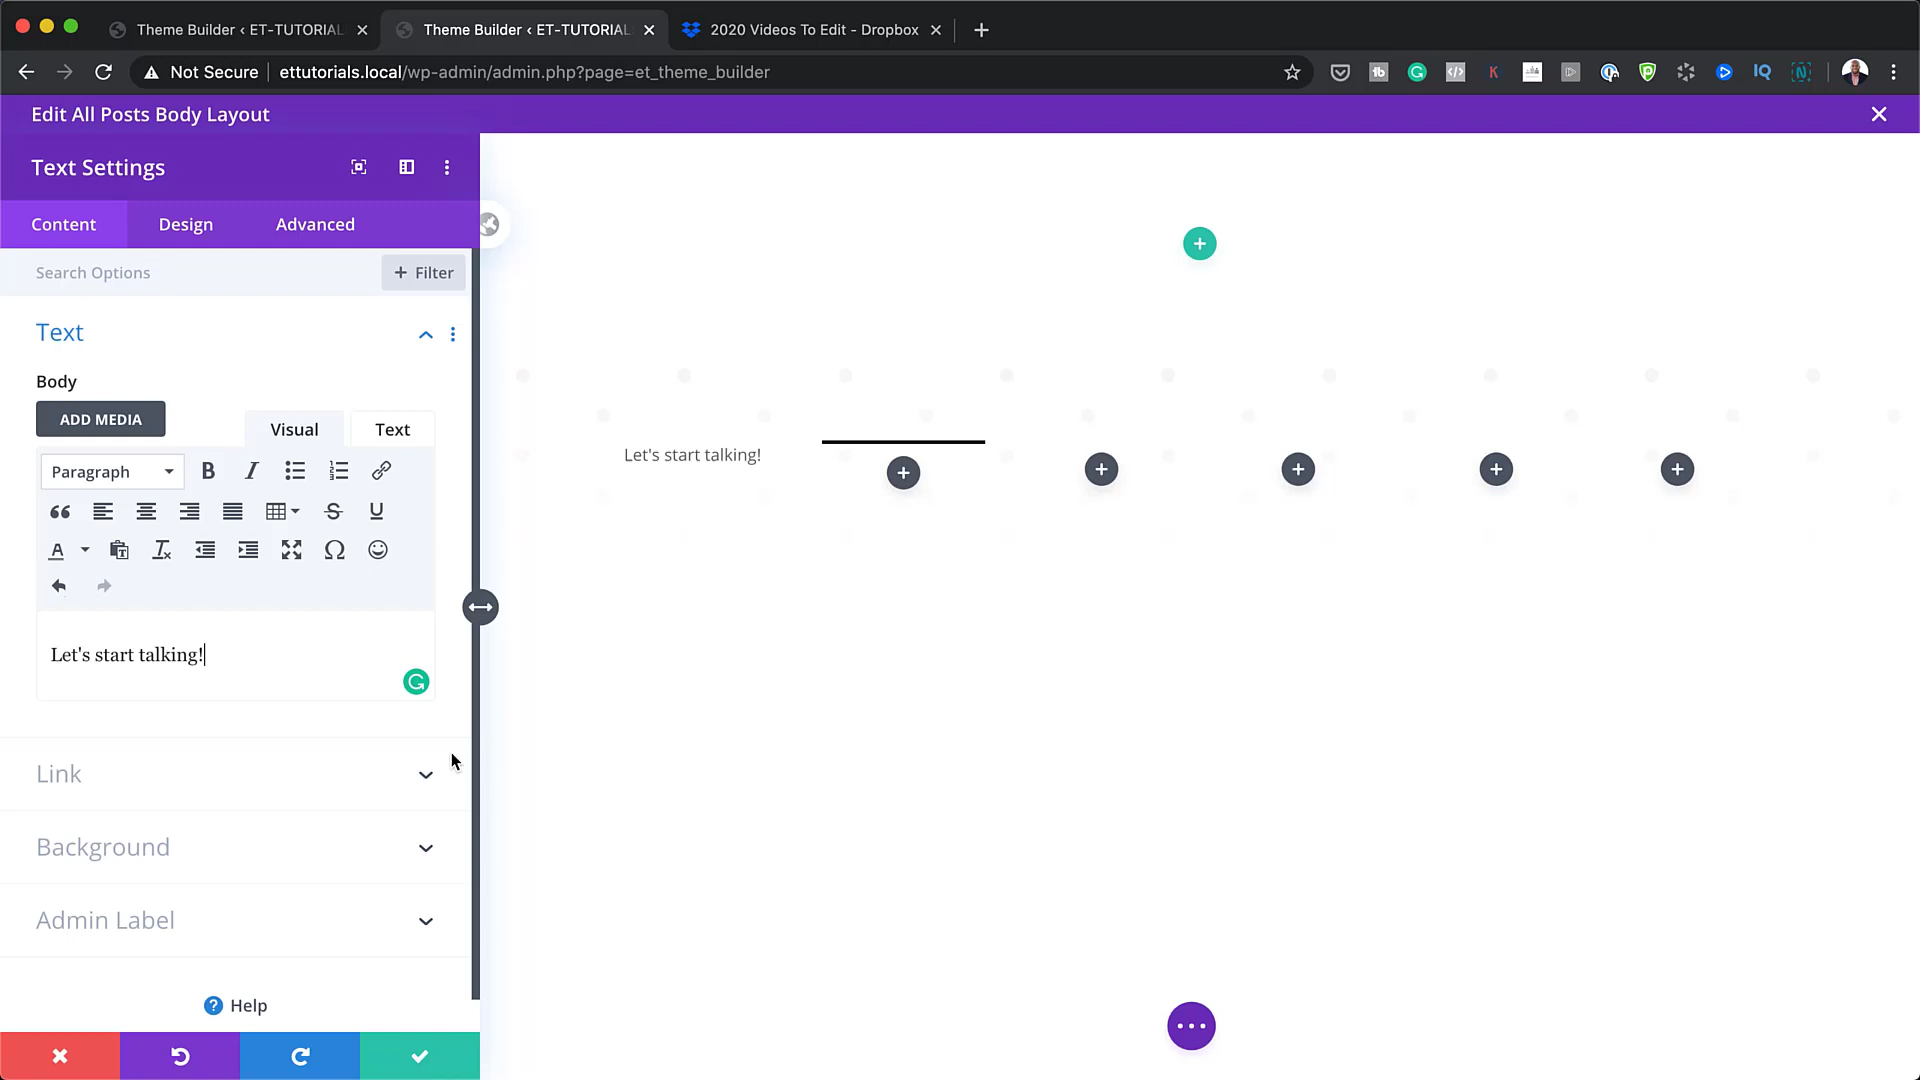 Theme Builder ‹ ET-TUTORIAL
Theme Builder ‹ ET-TUTORIAL
2020 Videos To Edit - Dropbox
Not Secure
ettutorials.local/wp-admin/admin.php?page=et_theme_builder
Edit All Posts Body Layout
Text Settings
Content
Design
Advanced
Search Options
+ Filter
Text
Body
ADD MEDIA
Visual
Text
Paragraph
Let's start talking!
Let's start talking!
Link
Background
Admin Label
Help